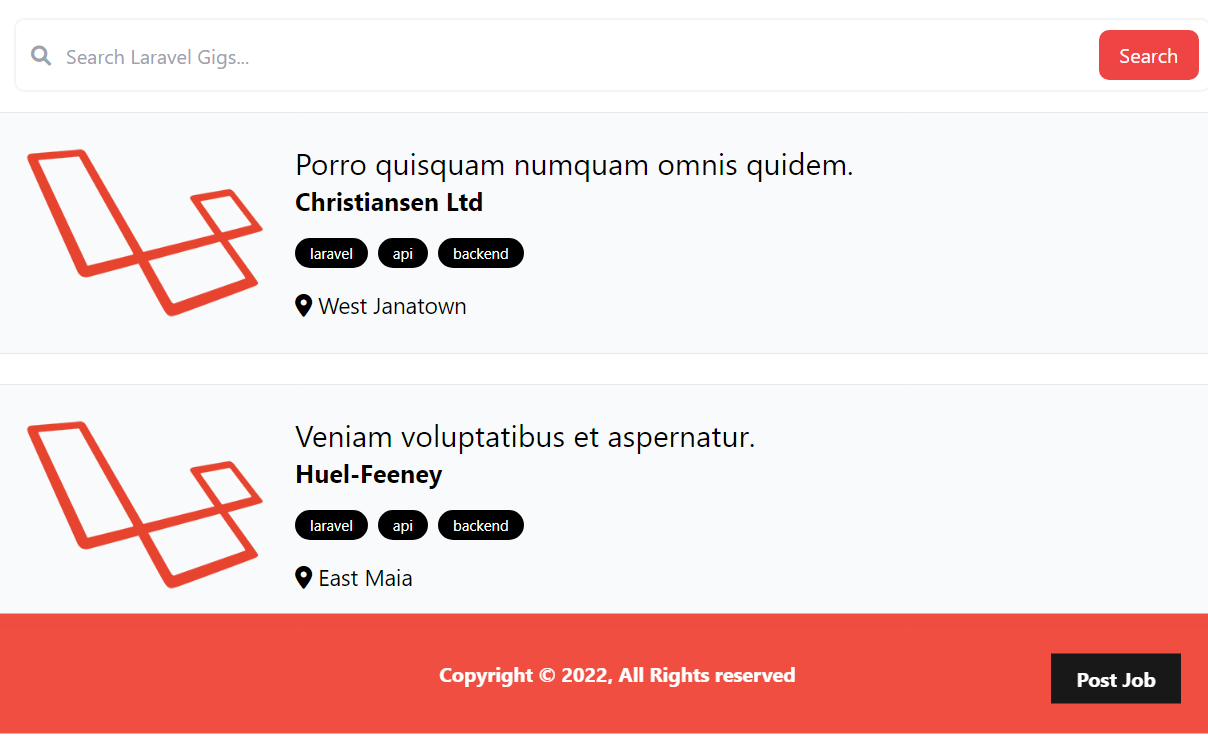 Search Laravel Gigs...
Search
Porro quisquam numquam omnis quidem.
Christiansen Ltd
laravel api backend
West Janatown
Veniam voluptatibus et aspernatur.
Huel-Feeney
laravel api backend
East Maia
Copyright © 2022, All Rights reserved
Post Job